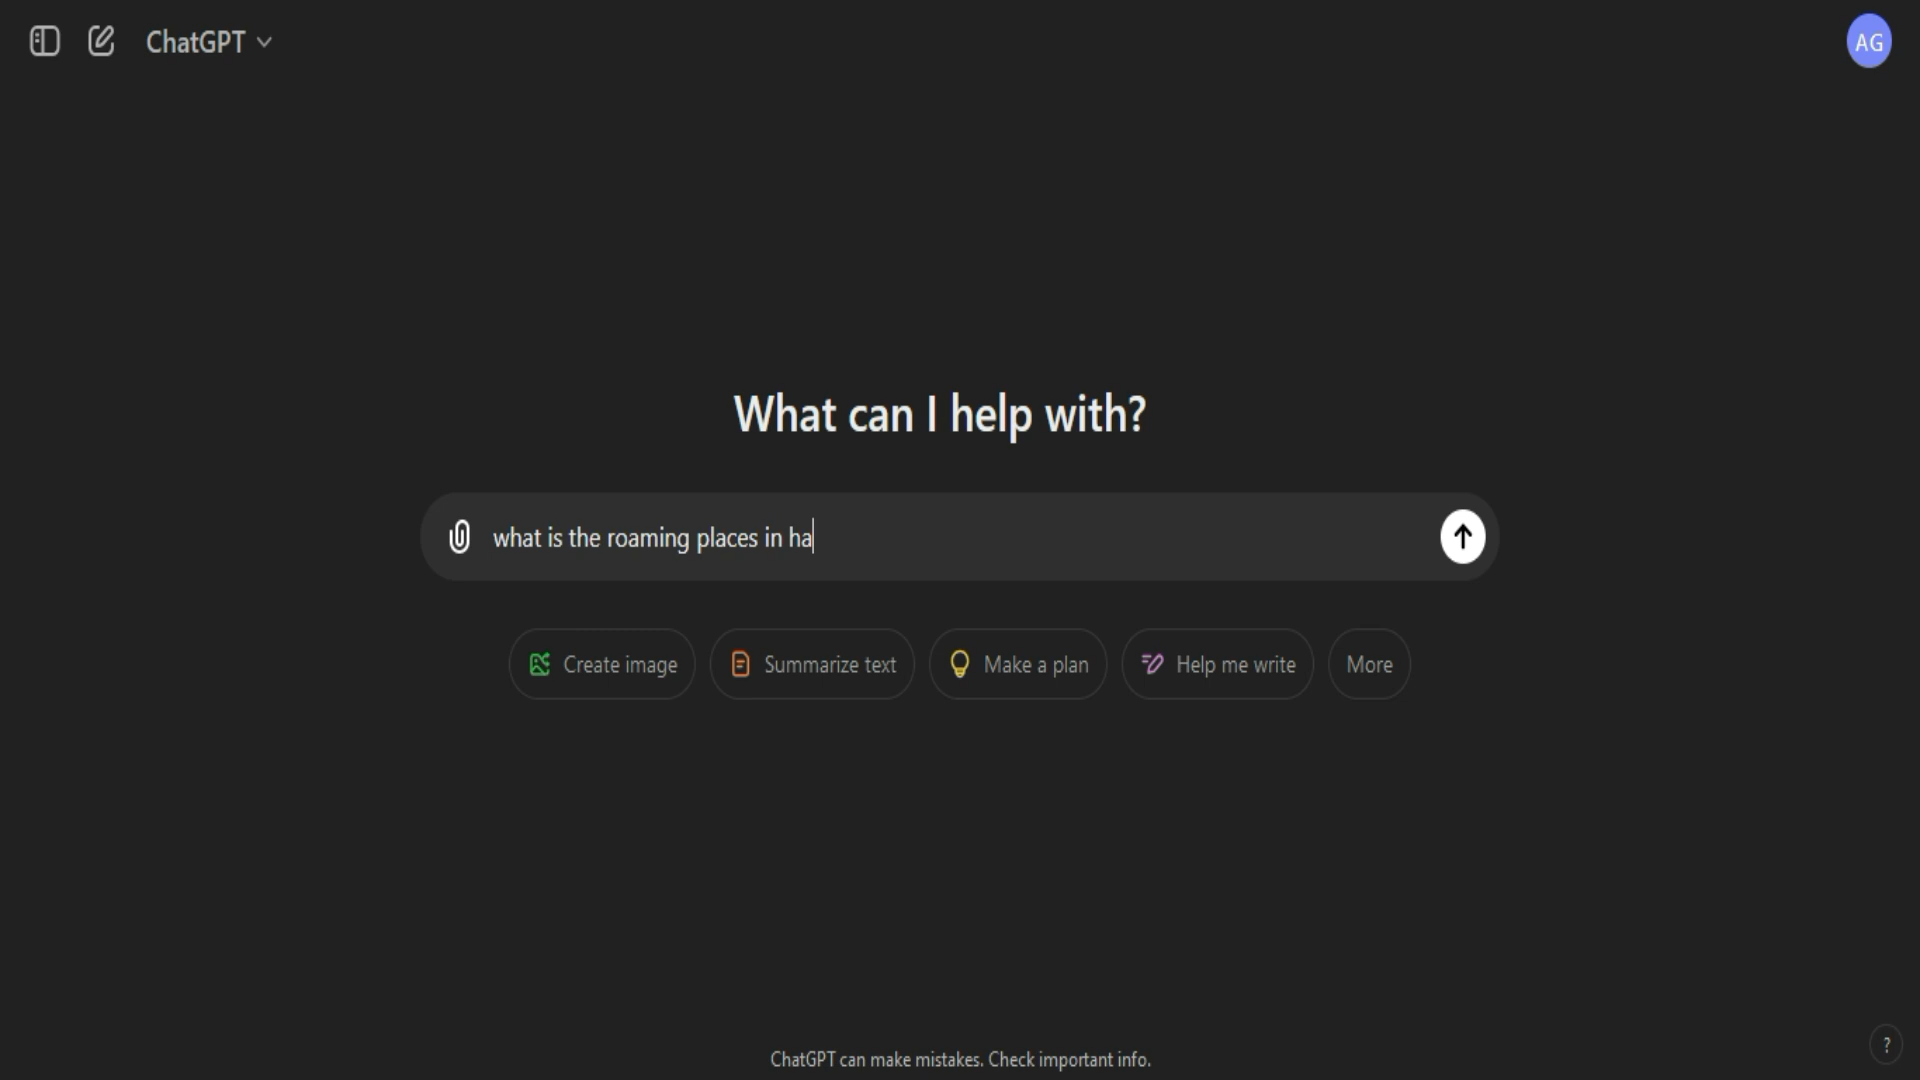 ChatGPT
AG
What can I help with?
what is the roaming places in ha
Create image
Summarize text
Make a plan
Help me write
More
ChatGPT can make mistakes. Check important info.
?